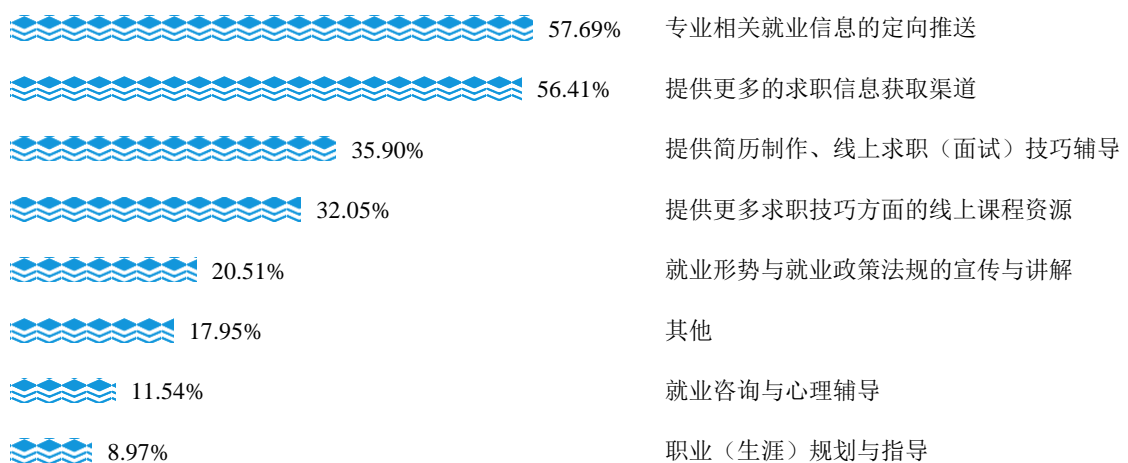 57.69% 专业相关就业信息的定向推送
56.41% 提供更多的求职信息获取渠道
35.90% 提供简历制作、线上求职（面试）技巧辅导
32.05% 提供更多求职技巧方面的线上课程资源
20.51% 就业形势与就业政策法规的宣传与讲解
17.95% 其他
11.54% 就业咨询与心理辅导
8.97% 职业（生涯）规划与指导